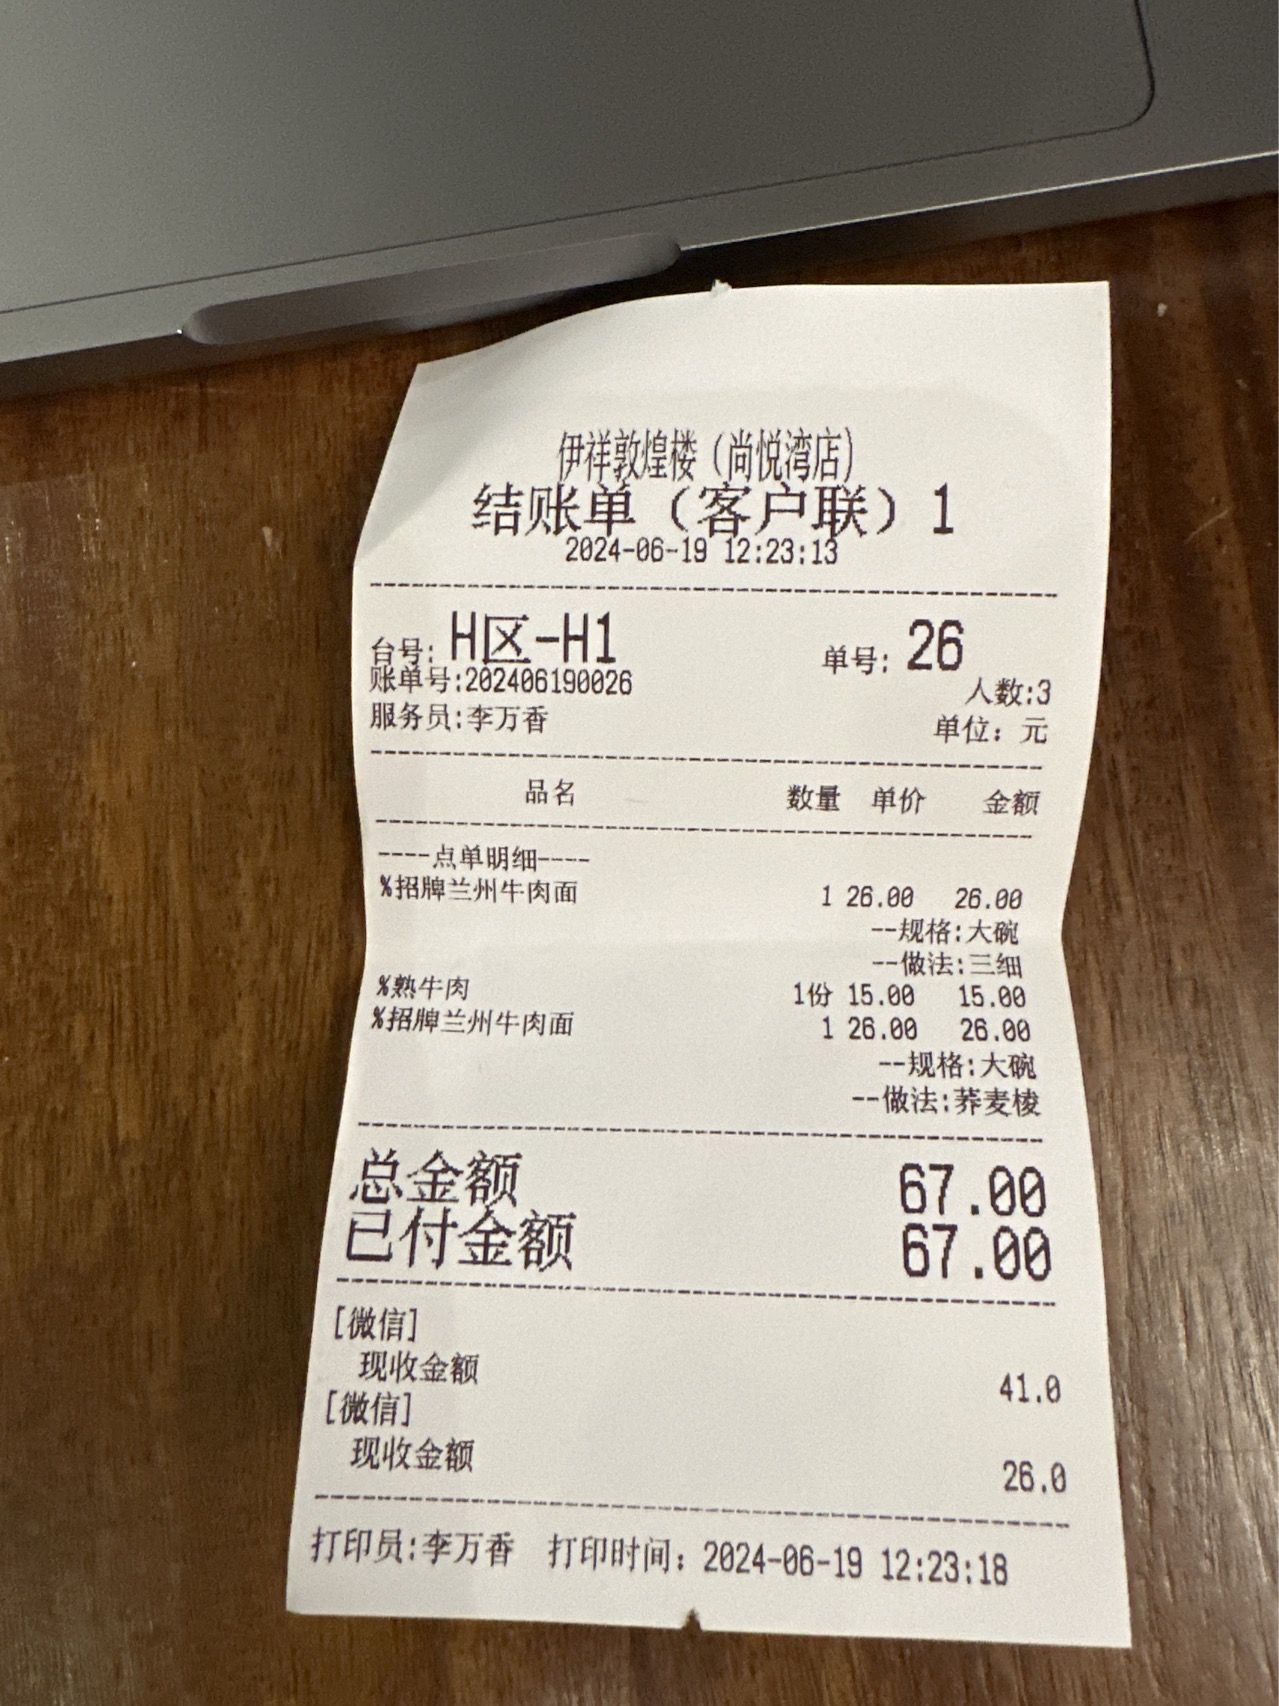 伊祥敦煌楼（尚悦湾店）
结账单（客户联）1
2024-06-19 12:23:13
台号: H区-H1 单号: 26
账单号:202406190026 人数:3
服务员:李万香 单位: 元
品名 数量 单价 金额
----点单明细----
%招牌兰州牛肉面 1 26.00 26.00
--规格:大碗
--做法:三细
%熟牛肉 1份 15.00 15.00
%招牌兰州牛肉面 1 26.00 26.00
--规格:大碗
--做法:荞麦棱
总金额 67.00
已付金额 67.00
[微信]
现收金额 41.0
[微信]
现收金额 26.0
打印员:李万香 打印时间: 2024-06-19 12:23:18